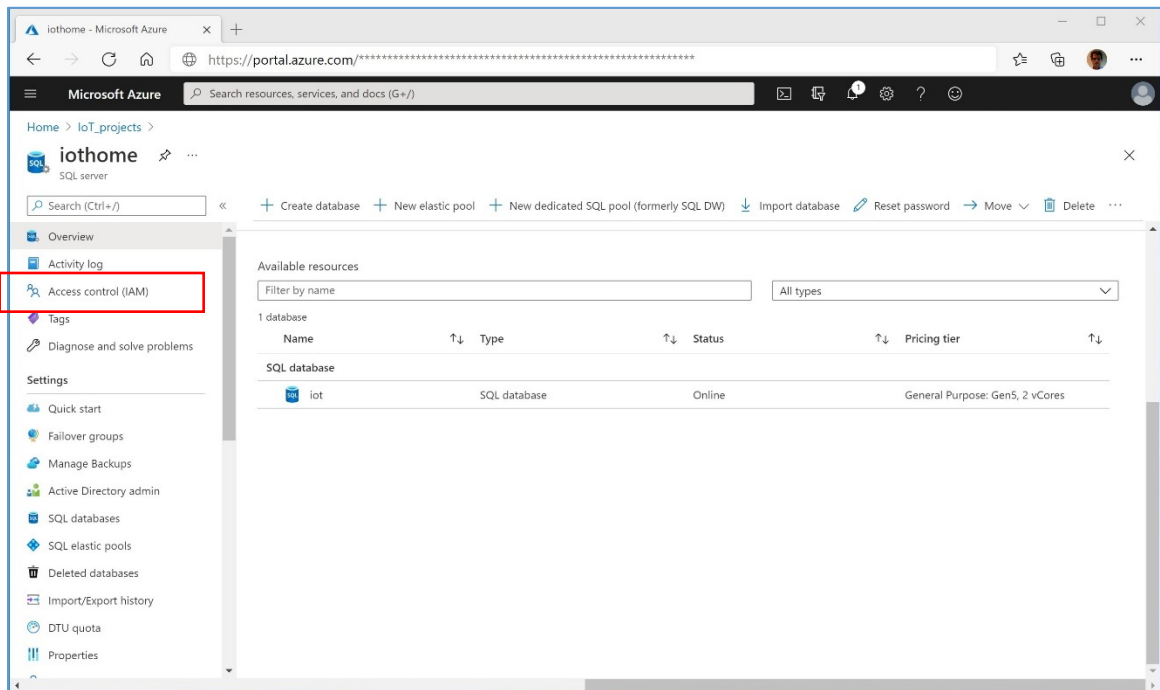 iothome - Microsoft Azure
https://portal.azure.com/**********************************************************
Microsoft Azure
Search resources, services, and docs (G+/)
1
Home > IoT_projects >
iothome
SQL server
Search (Ctrl+/)
Create database New elastic pool New dedicated SQL pool (formerly SQL DW) Import database Reset password Move Delete
Overview
Activity log
Access control (IAM)
Tags
Diagnose and solve problems
Settings
Quick start
Failover groups
Manage Backups
Active Directory admin
SQL databases
SQL elastic pools
Deleted databases
Import/Export history
DTU quota
Properties
Available resources
Filter by name All types
1 database
Name Type Status Pricing tier
SQL database
iot SQL database Online General Purpose: Gen5, 2 vCores